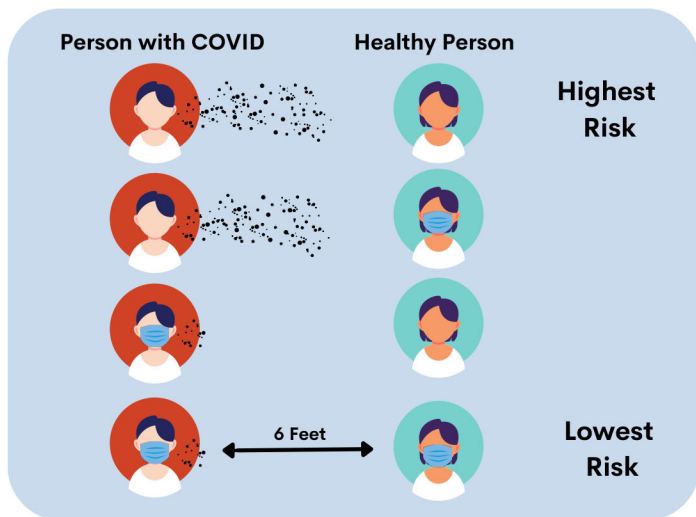 Person with COVID
Healthy Person
Highest
Risk
6 Feet
Lowest
Risk